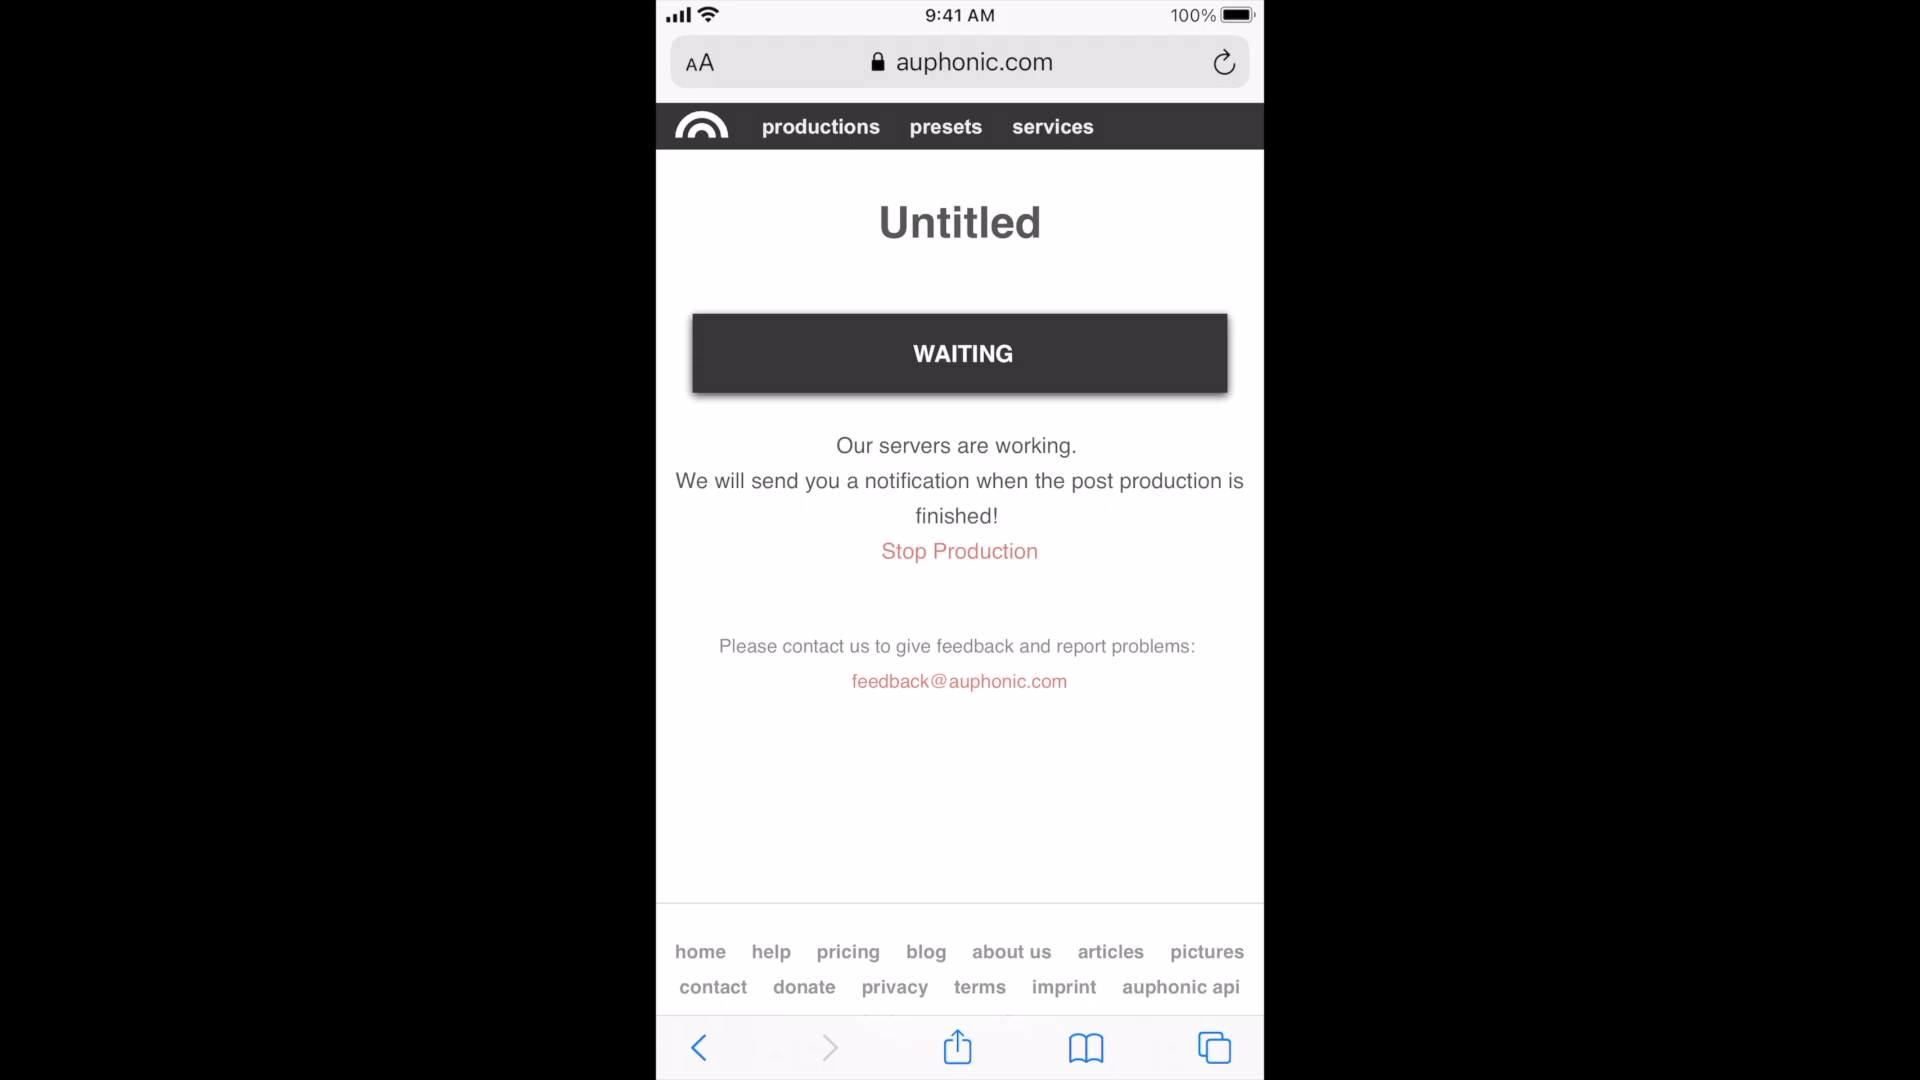 9:41 AM
100%
AA
auphonic.com
productions presets services
Untitled
WAITING
Our servers are working.
We will send you a notification when the post production is
finished!
Stop Production
Please contact us to give feedback and report problems:
feedback@auphonic.com
home help pricing blog about us articles pictures
contact donate privacy terms imprint auphonic api